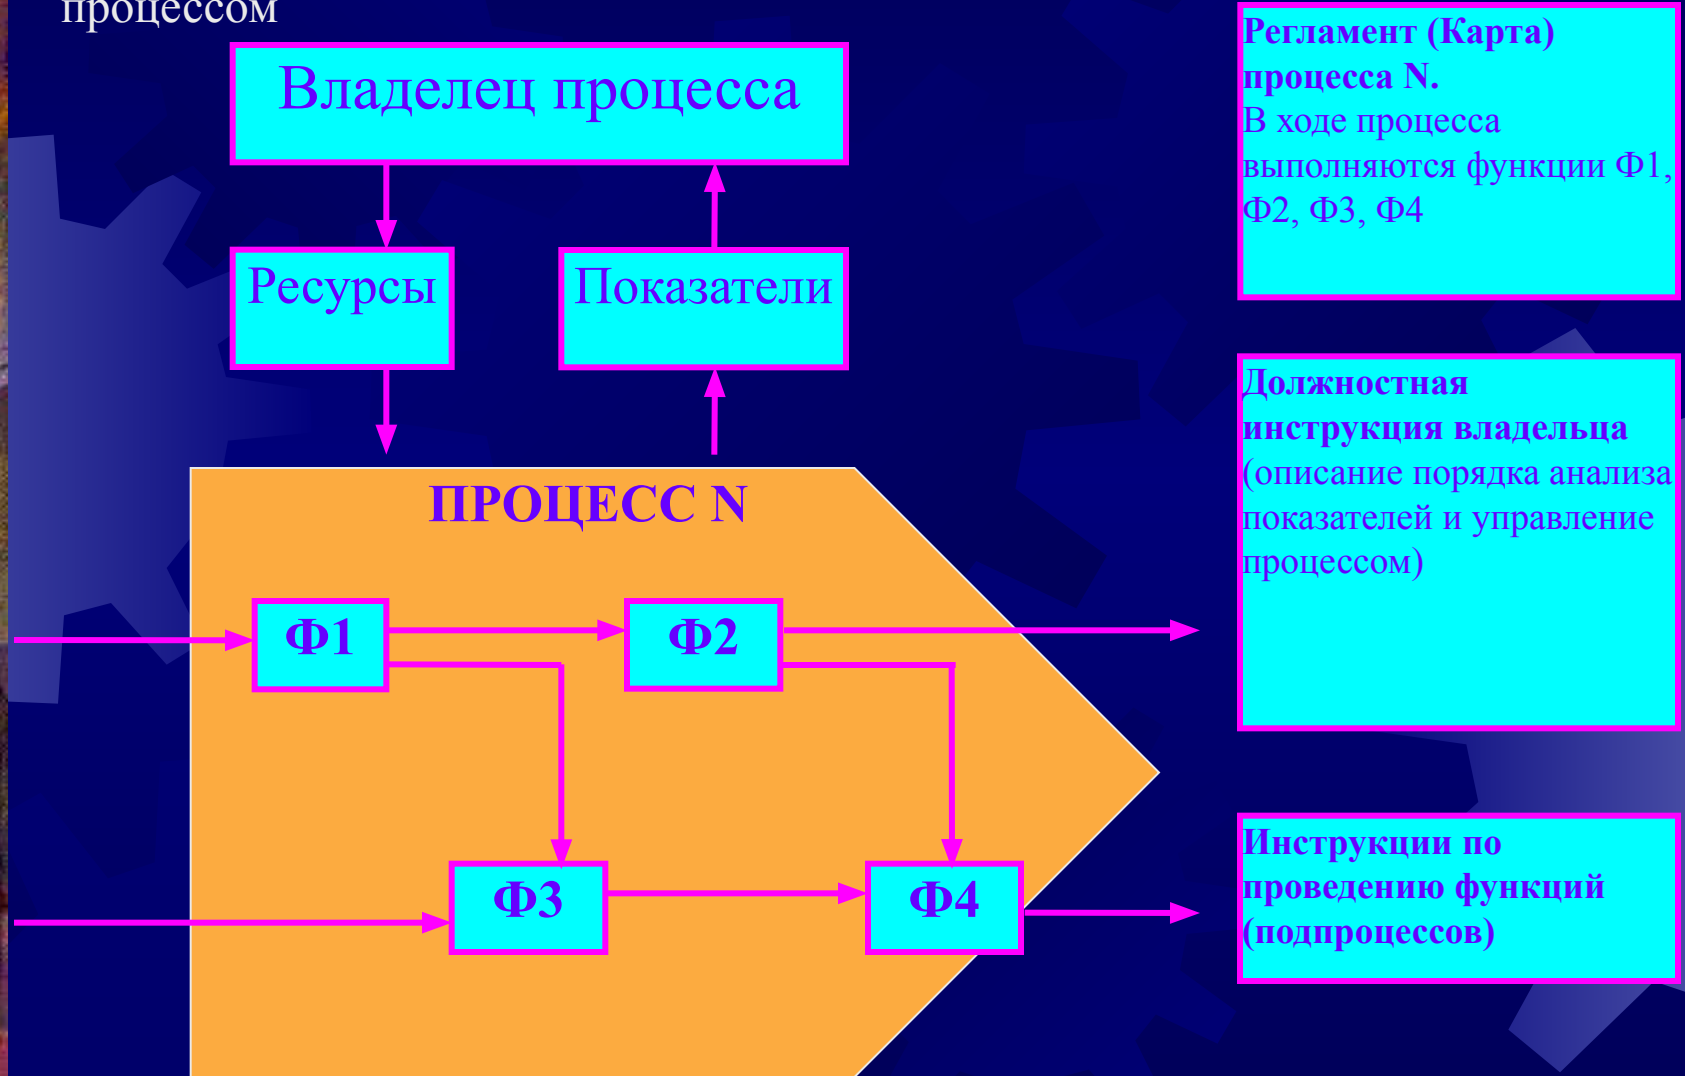 процессом
Владелец процесса
Ресурсы
Показатели
ПРОЦЕСС N
Ф1
Ф2
Ф3
Ф4
Регламент (Карта)
процесса N.
В ходе процесса
выполняются функции Ф1,
Ф2, Ф3, Ф4
Должностная
инструкция владельца
(описание порядка анализа
показателей и управление
процессом)
Инструкции по
проведению функций
(подпроцессов)